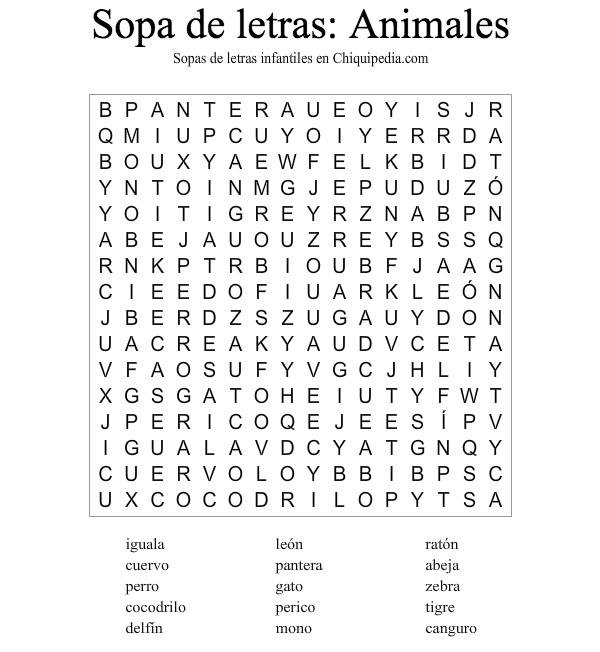 Sopa de letras: Animales
Sopas de letras infantiles en Chiquipedia.com
B P A N T E R A U E O Y I S J R
Q M I U P C U Y O I Y E R R D A
B O U X Y A E W F E L K B I D T
Y N T O I N M G J E P U D U Z Ó
Y O I T I G R E Y R Z N A B P N
A B E J A U O U Z R E Y B S S Q
R N K P T R B I O U B F J A A G
C I E E D O F I U A R K L E Ó N
J B E R D Z S Z U G A U Y D O N
U A C R E A K Y A U D V C E T A
V F A O S U F Y V G C J H L I Y
X G S G A T O H E I U T Y F W T
J P E R I C O Q E J E E S Í P V
I G U A L A V D C Y A T G N Q Y
C U E R V O L O Y B B I B P S C
U X C O C O D R I L O P Y T S A
iguala león ratón
cuervo pantera abeja
perro gato zebra
cocodrilo perico tigre
delfín mono canguro